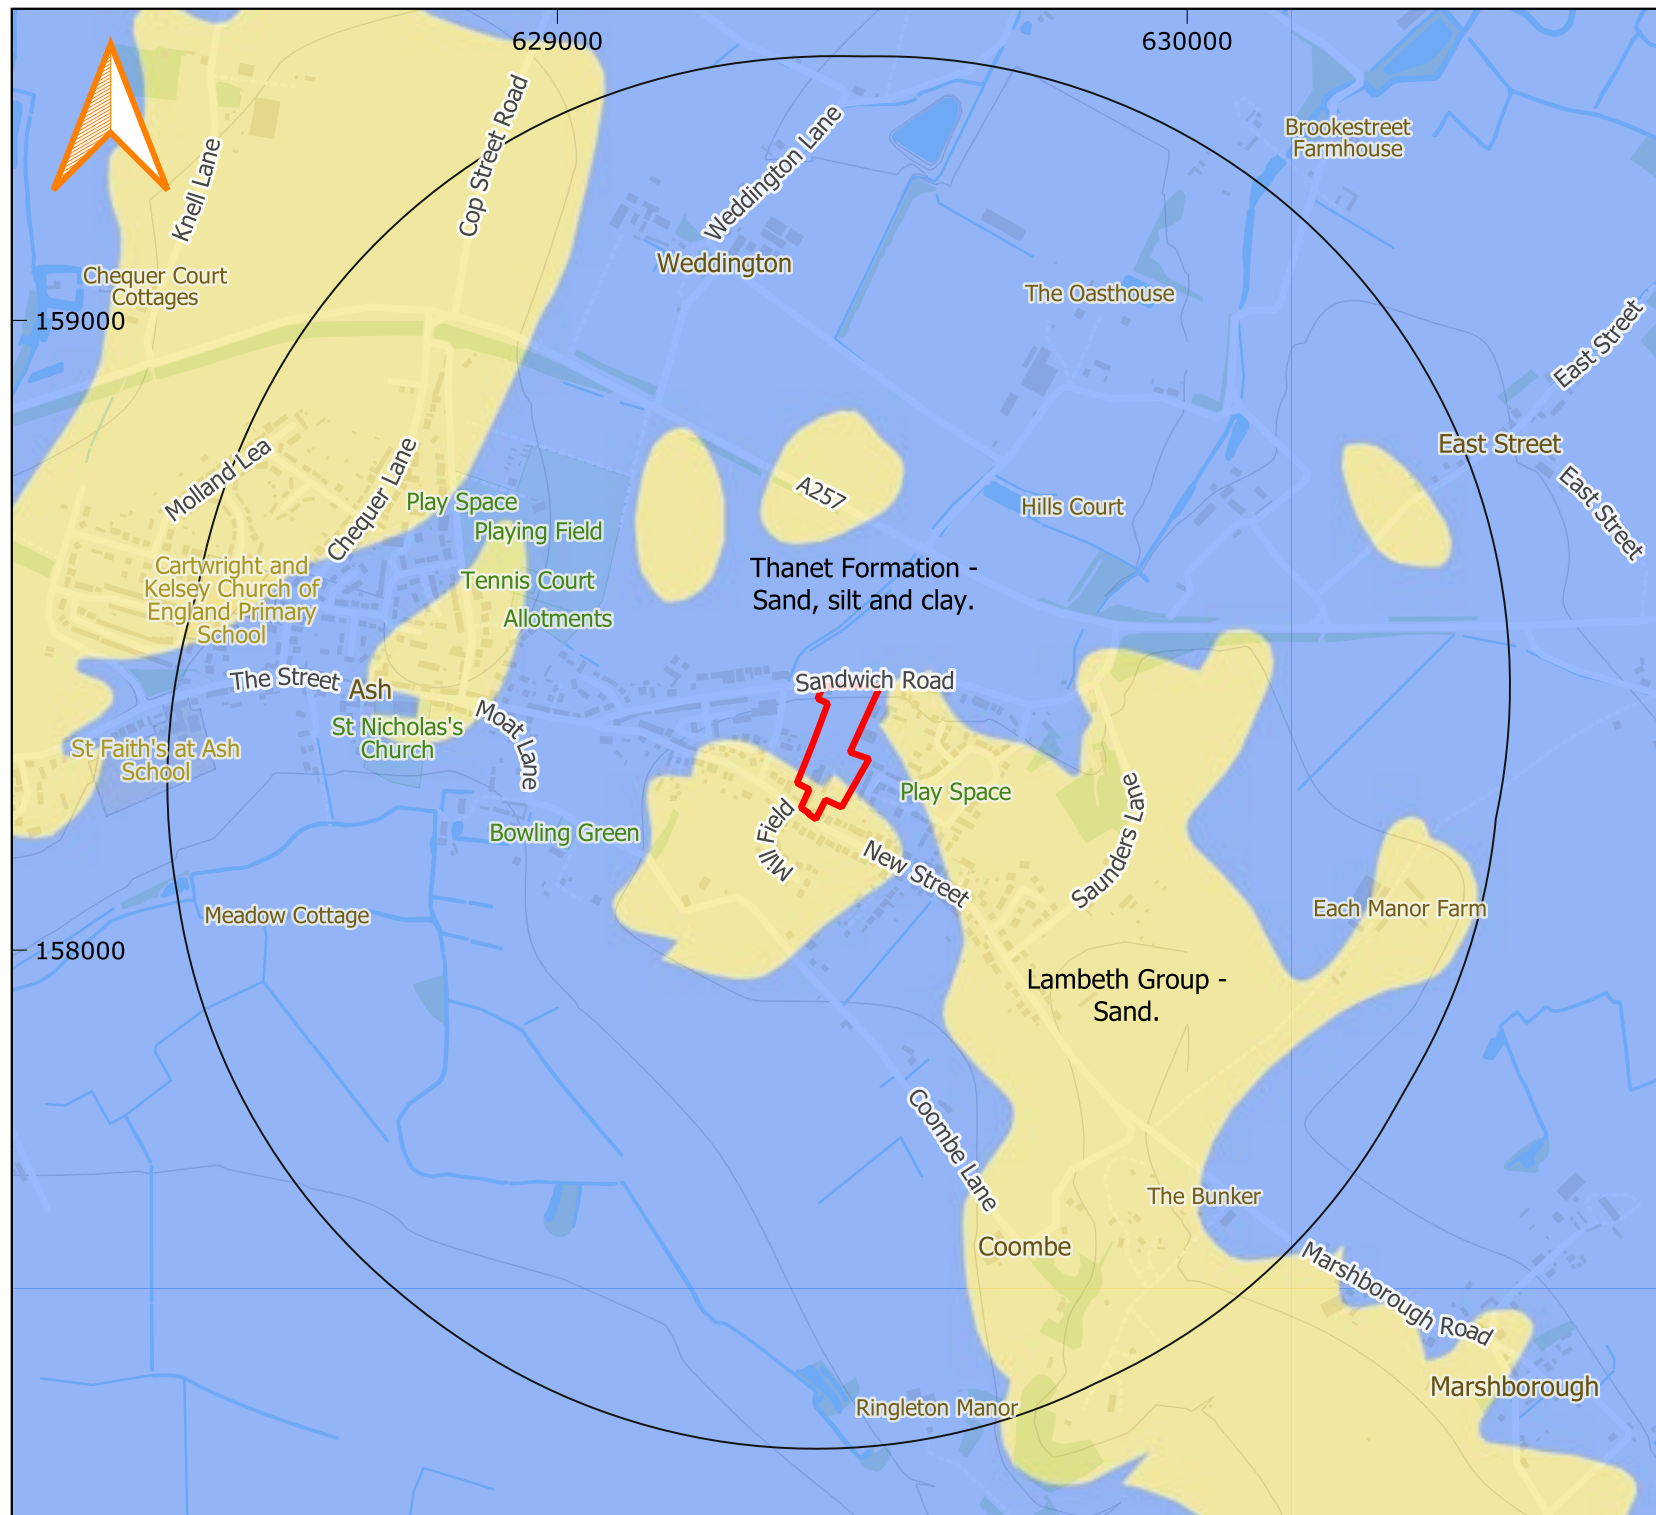 629000
630000
Knell Lane
Cop Street Road
Weddington Lane
Brookestreet
Farmhouse
Chequer Court
Cottages
Weddington
The Oasthouse
159000
East Street
Molland Lea
Chequer Lane
Play Space
Playing Field
A257
Hills Court
East Street
East Street
Cartwright and
Kelsey Church of
England Primary
School
Tennis Court
Allotments
Thanet Formation -
Sand, silt and clay.
The Street
Ash
Sandwich Road
St Nicholas's
Church
Moat Lane
St Faith's at Ash
School
Bowling Green
Mill Field
Play Space
New Street
Saunders Lane
Meadow Cottage
Each Manor Farm
158000
Lambeth Group -
Sand.
Coombe Lane
The Bunker
Coombe
Marshborough Road
Marshborough
Ringleton Manor